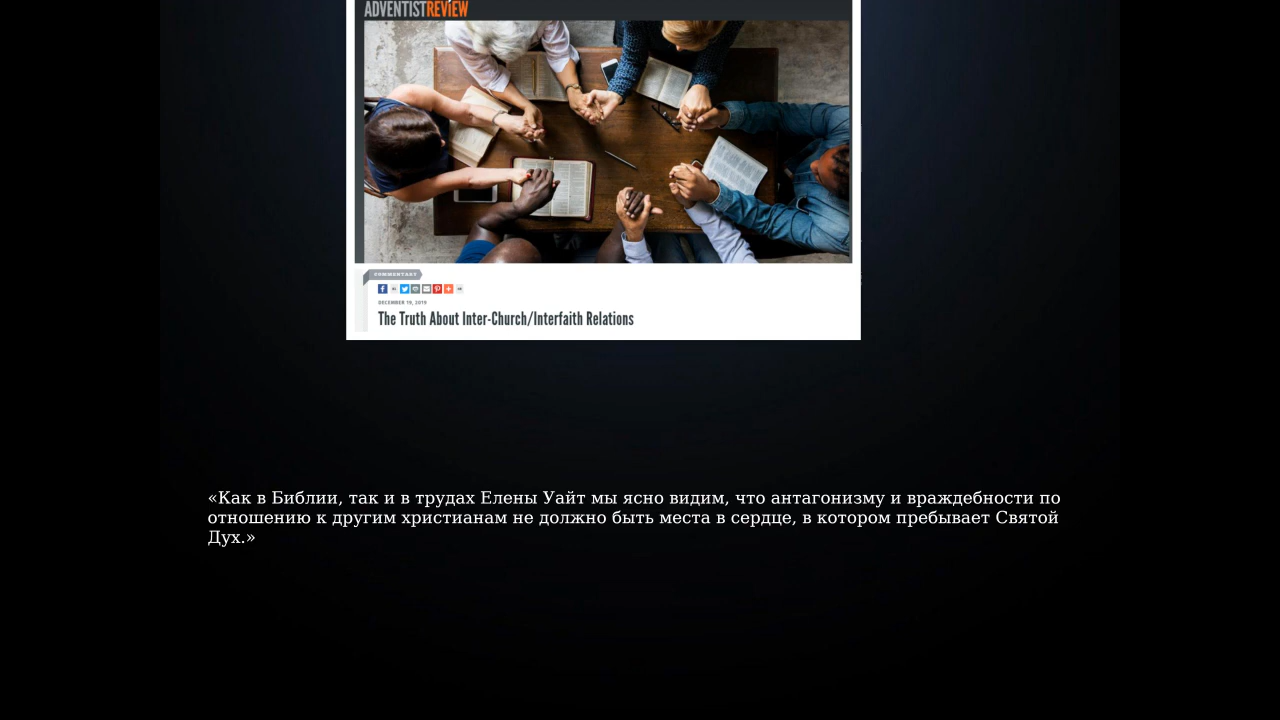 ADVENTISTREVIEW
COMMENTARY
DECEMBER 19, 2019
The Truth About Inter-Church/Interfaith Relations
«Как в Библии, так и в трудах Елены Уайт мы ясно видим, что антагонизму и враждебности по
отношению к другим христианам не должно быть места в сердце, в котором пребывает Святой
Дух.»